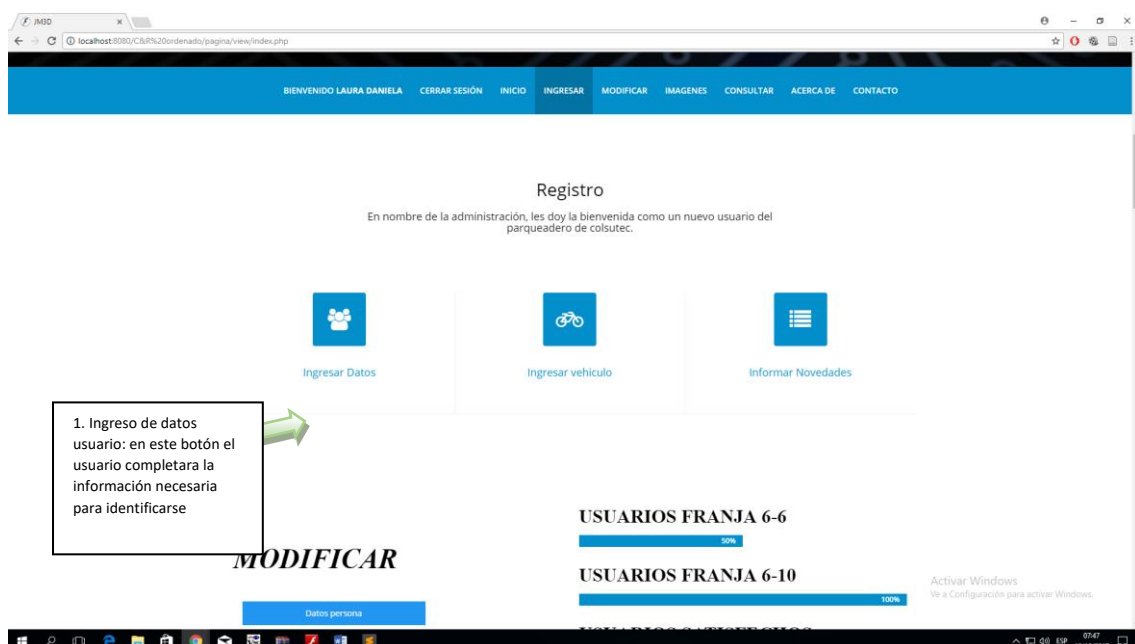 JM3D
localhost:8080/C&R%20ordenado/pagina/view/index.php
BIENVENIDO LAURA DANIELA CERRAR SESIÓN INICIO INGRESAR MODIFICAR IMAGENES CONSULTAR ACERCA DE CONTACTO
Registro
En nombre de la administración, les doy la bienvenida como un nuevo usuario del
parqueadero de colsutec.
Ingresar Datos
Ingresar vehiculo
Informar Novedades
1. Ingreso de datos
usuario: en este botón el
usuario completara la
información necesaria
para identificarse
MODIFICAR
Datos persona
USUARIOS FRANJA 6-6
50%
USUARIOS FRANJA 6-10
100%
USUARIOS SATISFECHOS
Activar Windows
Ve a Configuración para activar Windows.
ESP
07:47